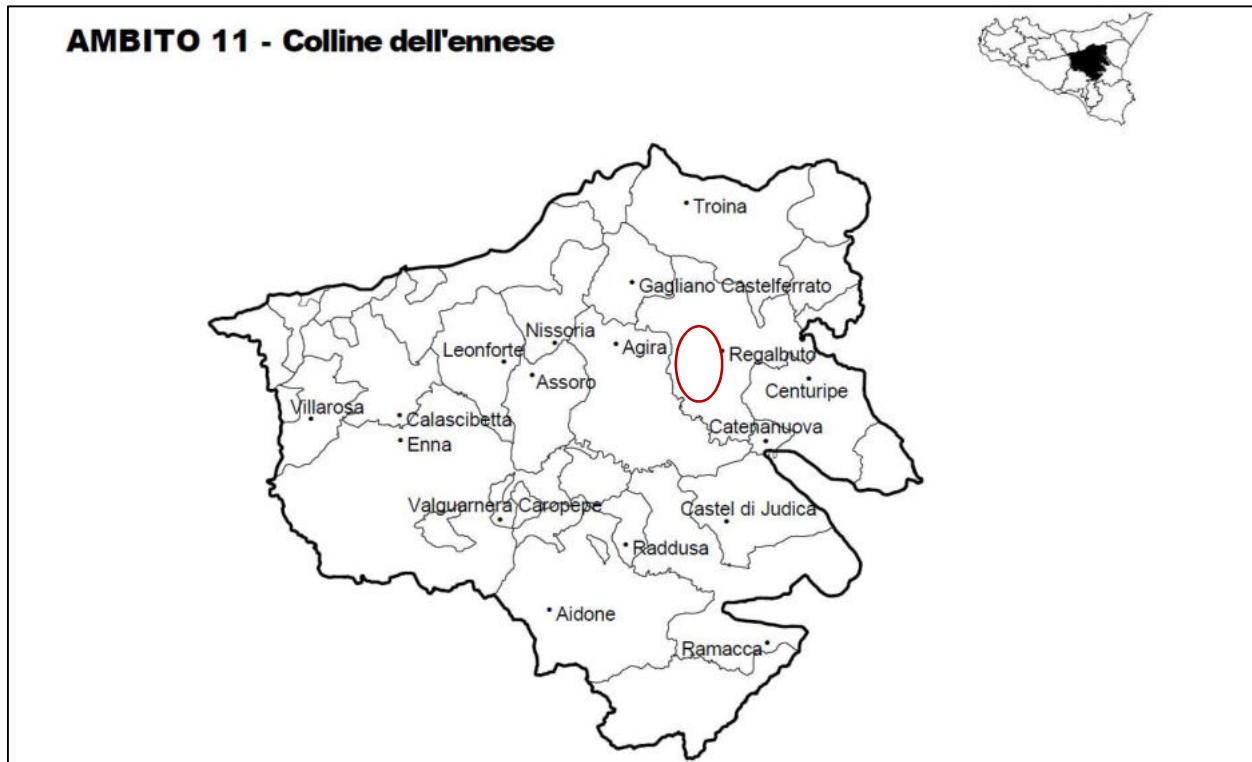 AMBITO 11 - Colline dell'ennese
Troina
Gagliano Castelferrato
Nissoria
Agira
Leonforte
Regalbuto
Assoro
Centuripe
Villarosa
Calascibetta
Catenanuova
Enna
Valguarnera Caropepe
Castel di Judica
Raddusa
Aidone
Ramacca